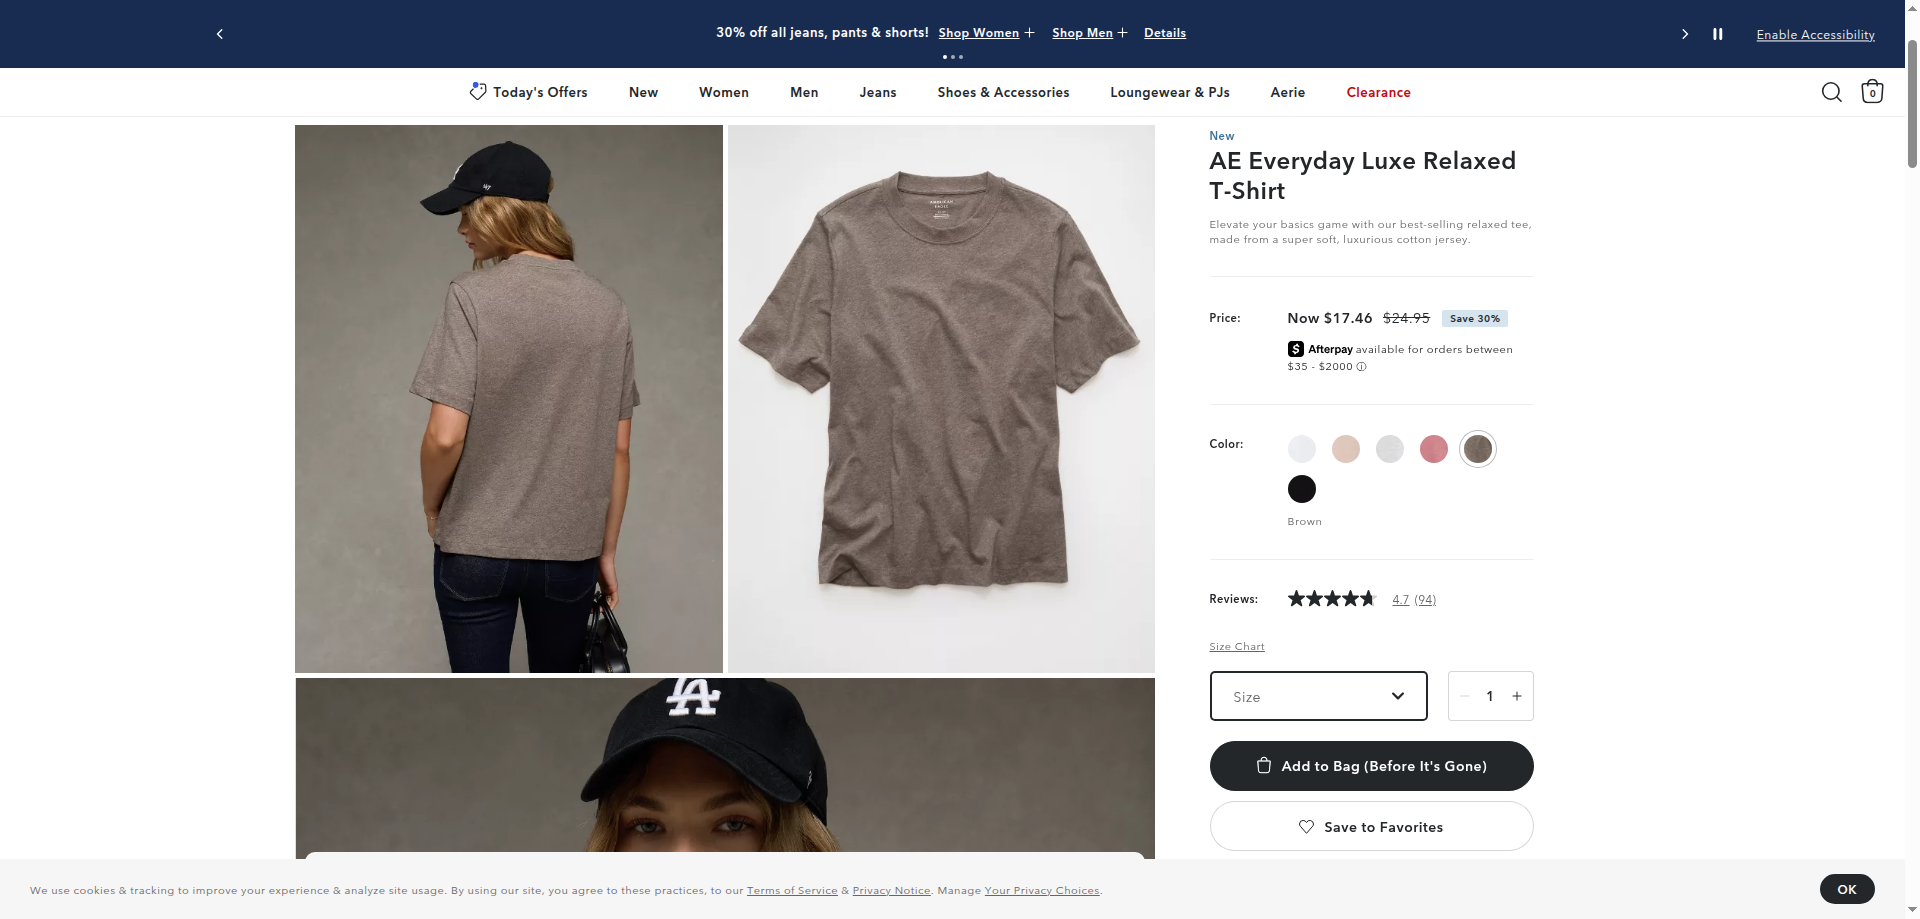 30% off all jeans, pants & shorts! Shop Women + Shop Men + Details
Enable Accessibility
Today's Offers New Women Men Jeans Shoes & Accessories Loungewear & PJs Aerie Clearance
0
'47
LA
New
AE Everyday Luxe Relaxed
T-Shirt
Elevate your basics game with our best-selling relaxed tee,
made from a super soft, luxurious cotton jersey.
Price: Now $17.46 $24.95 Save 30%
Afterpay available for orders between
$35 - $2000
Color:
Brown
Reviews: 4.7 (94)
Size Chart
Size
1 +
Add to Bag (Before It's Gone)
Save to Favorites
We use cookies & tracking to improve your experience & analyze site usage. By using our site, you agree to these practices, to our Terms of Service & Privacy Notice. Manage Your Privacy Choices.
OK